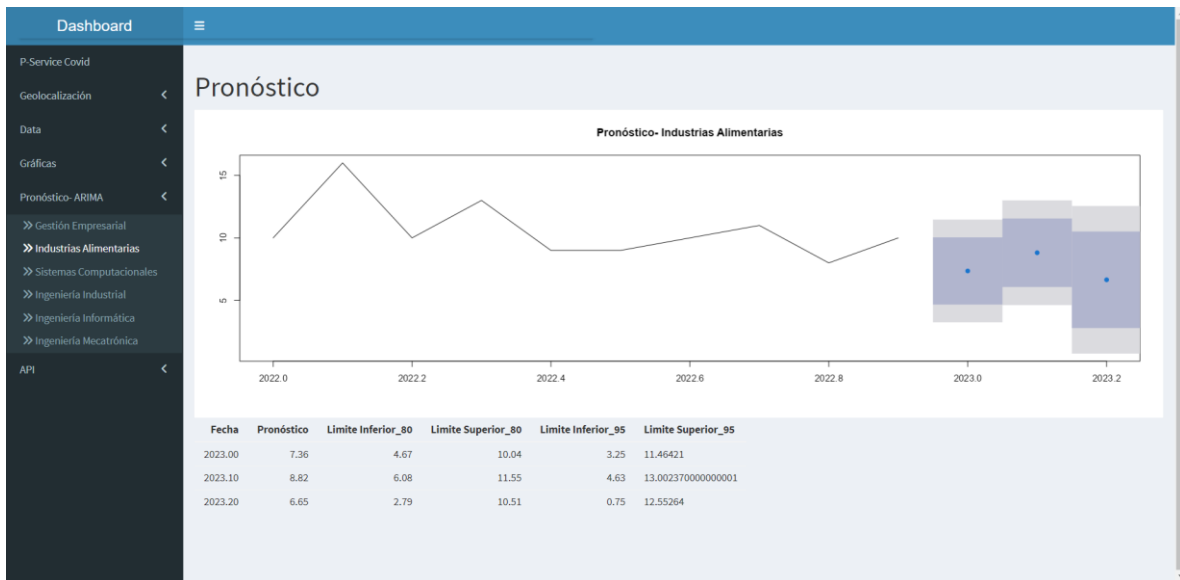 Dashboard
P-Service Covid
Geolocalización
Data
Gráficas
Pronóstico- ARIMA
Gestión Empresarial
Industrias Alimentarias
Sistemas Computacionales
Ingeniería Industrial
Ingeniería Informática
Ingeniería Mecatrónica
API
Pronóstico
Pronóstico- Industrias Alimentarias
15
10
5
2022.0 2022.2 2022.4 2022.6 2022.8 2023.0 2023.2
Fecha Pronóstico Limite Inferior_80 Limite Superior_80 Limite Inferior_95 Limite Superior_95
2023.00 7.36 4.67 10.04 3.25 11.46421
2023.10 8.82 6.08 11.55 4.63 13.002370000000001
2023.20 6.65 2.79 10.51 0.75 12.55264